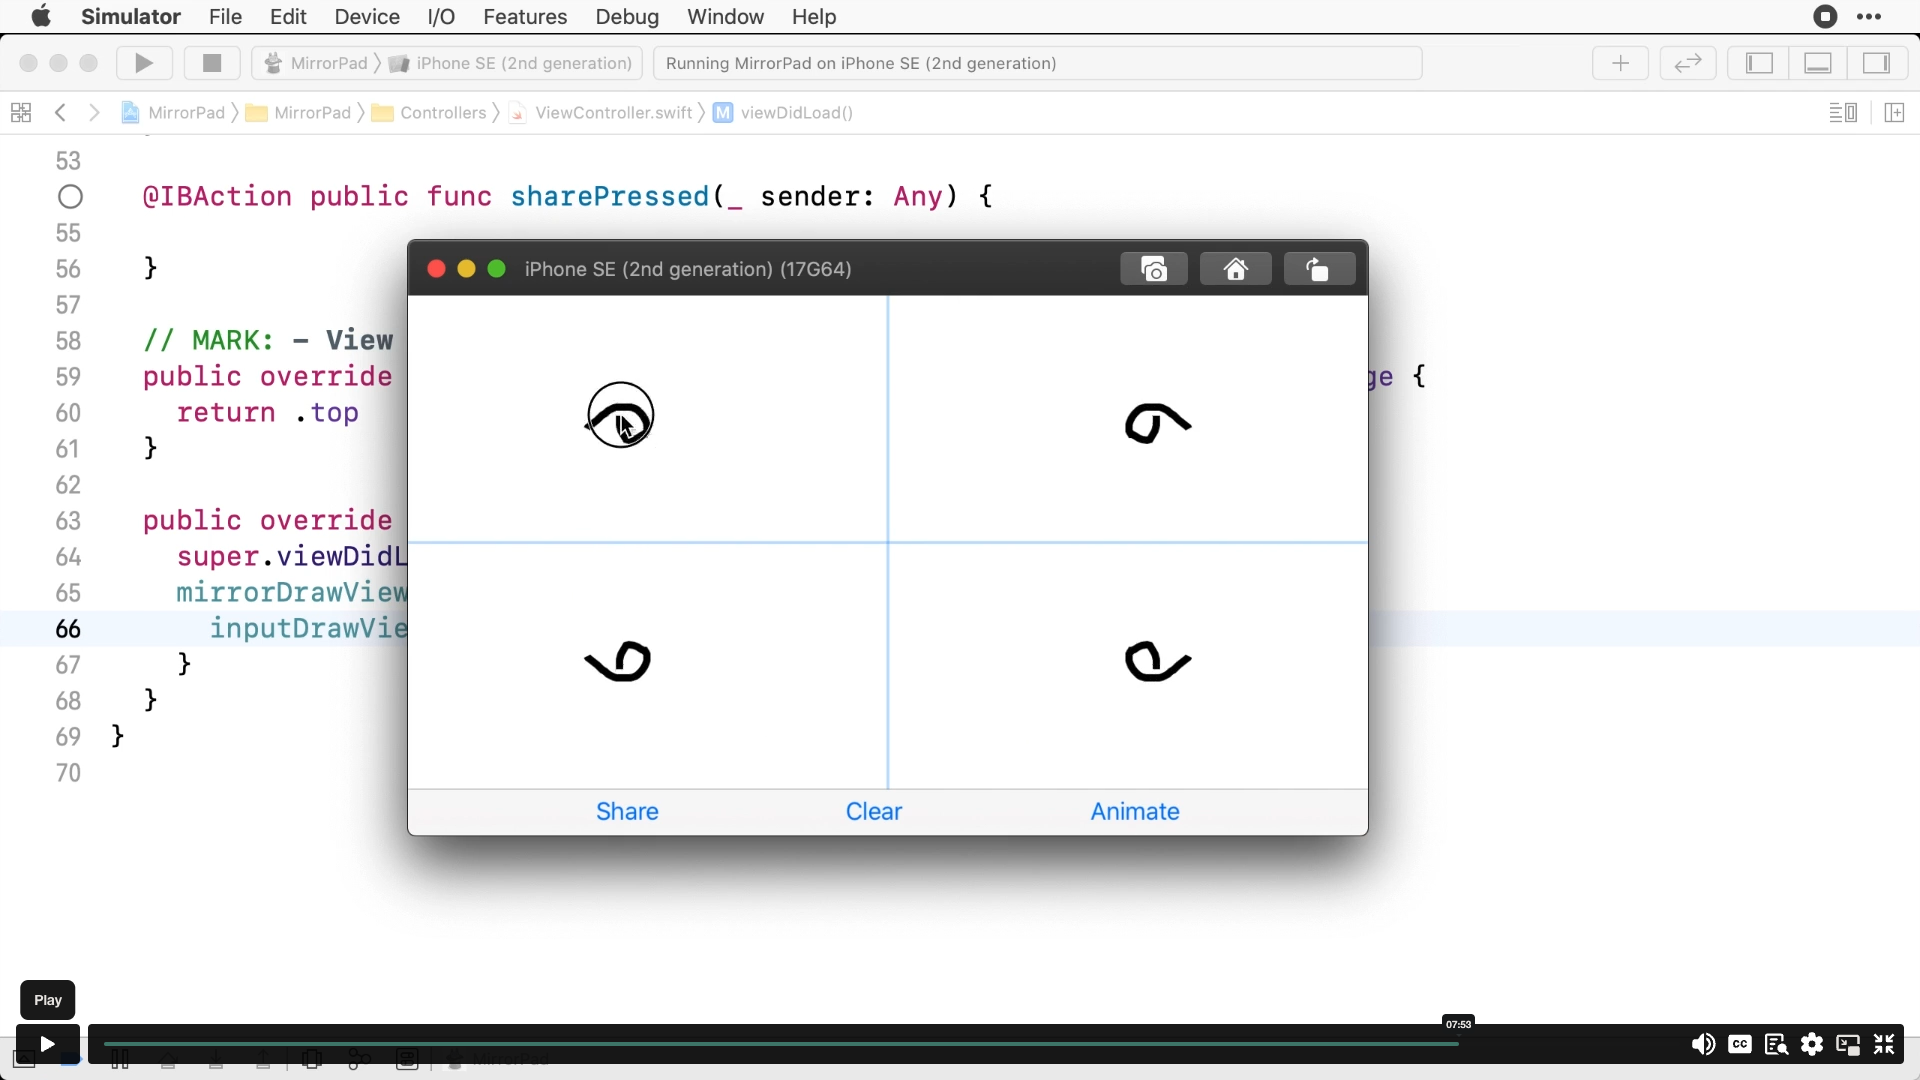 Simulator File Edit Device I/O Features Debug Window Help
MirrorPad iPhone SE (2nd generation) Running MirrorPad on iPhone SE (2nd generation)
MirrorPad MirrorPad Controllers ViewController.swift M viewDidLoad()
53
@IBAction public func sharePressed(_ sender: Any) {
55
56 }
57
58 // MARK: - View
59 public override ge {
60 return .top
61 }
62
63 public override
64 super.viewDidL
65 mirrorDrawView
66 inputDrawVie
67 }
68 }
69 }
70
iPhone SE (2nd generation) (17G64)
Share Clear Animate
Play
07:53
CC
MirrorPad